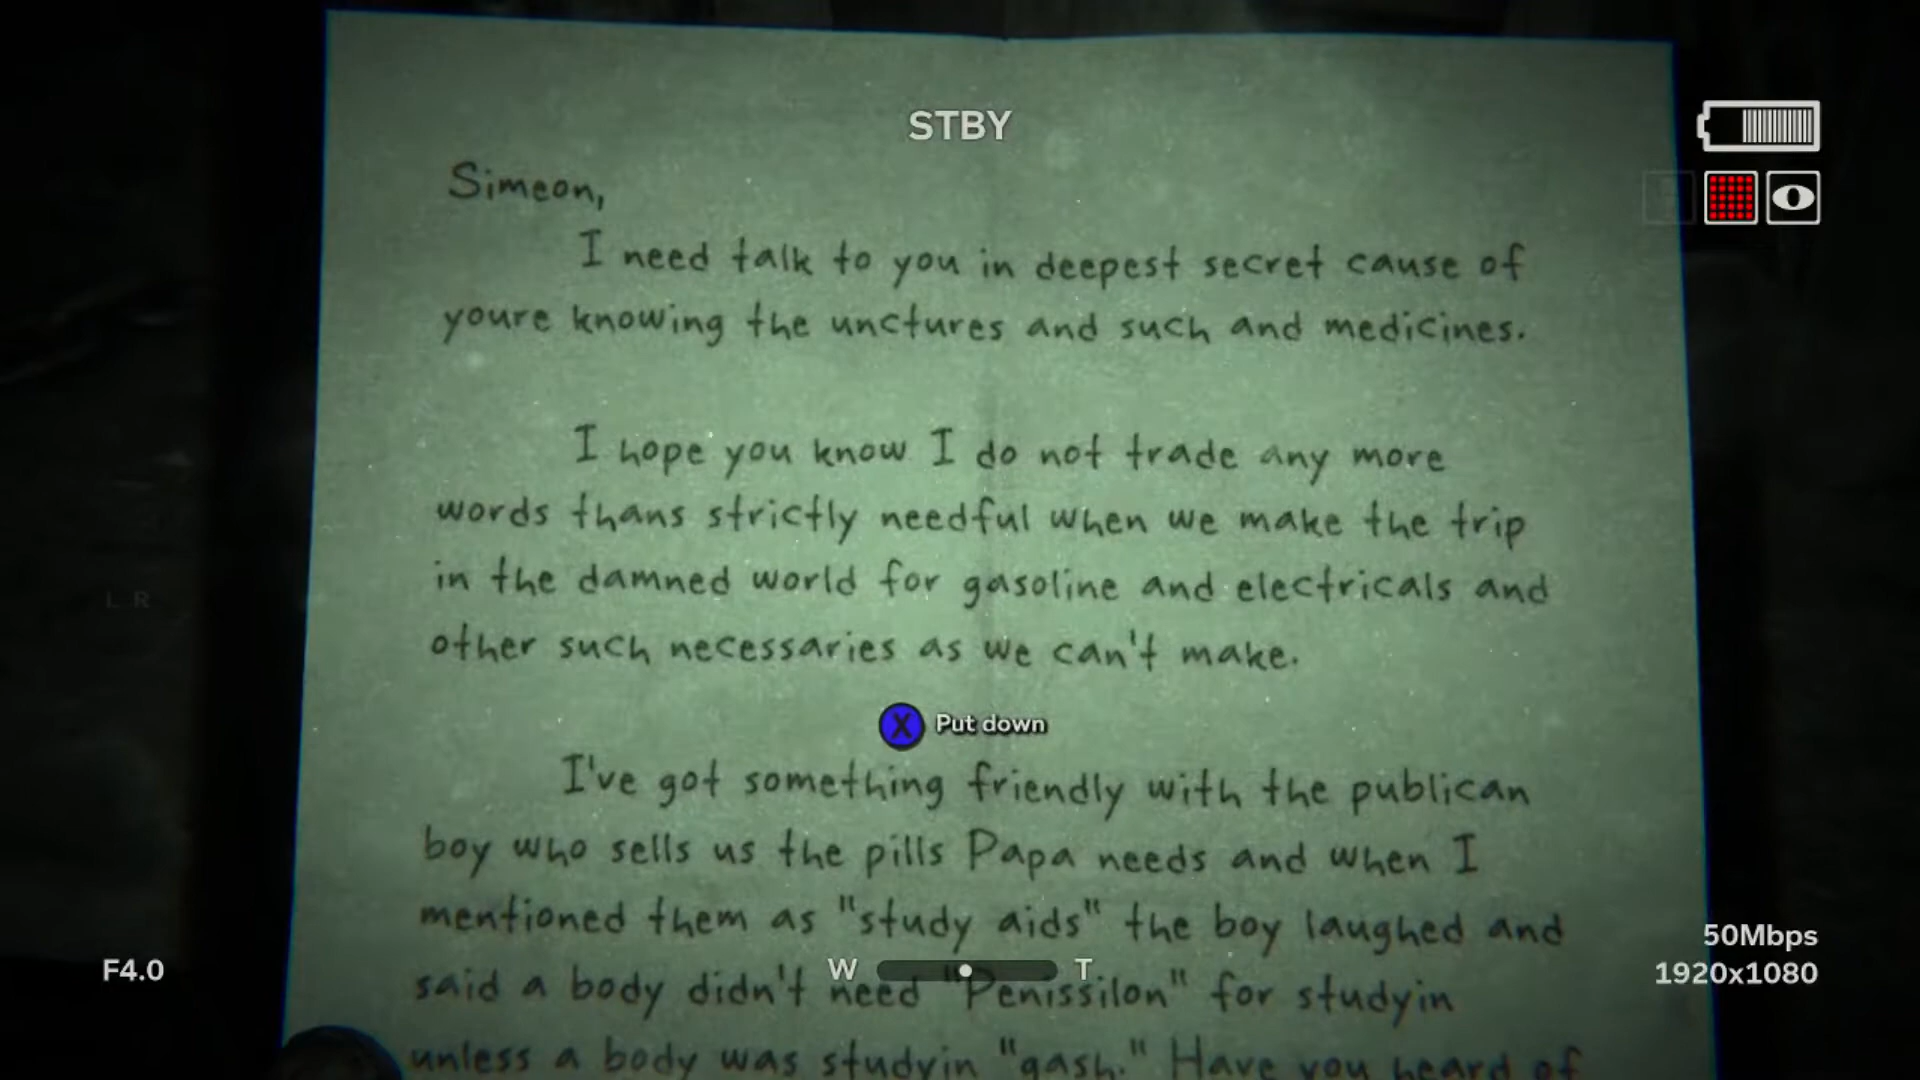 STBY
Simeon,
I need talk to you in deepest secret cause of
youre knowing the unctures and such and medicines.
I hope you know I do not trade any more
words thans strictly needful when we make the trip
in the damned world for gasoline and electricals and
other such necessaries as we can't make.
X Put down
I've got something friendly with the publican
boy who sells us the pills Papa needs and when I
mentioned them as "study aids" the boy laughed and
said a body didn't need "Penissilon" for studyin
unless a body was studyin "gash." Have you heard of
L R
F4.0
W T
50Mbps
1920x1080